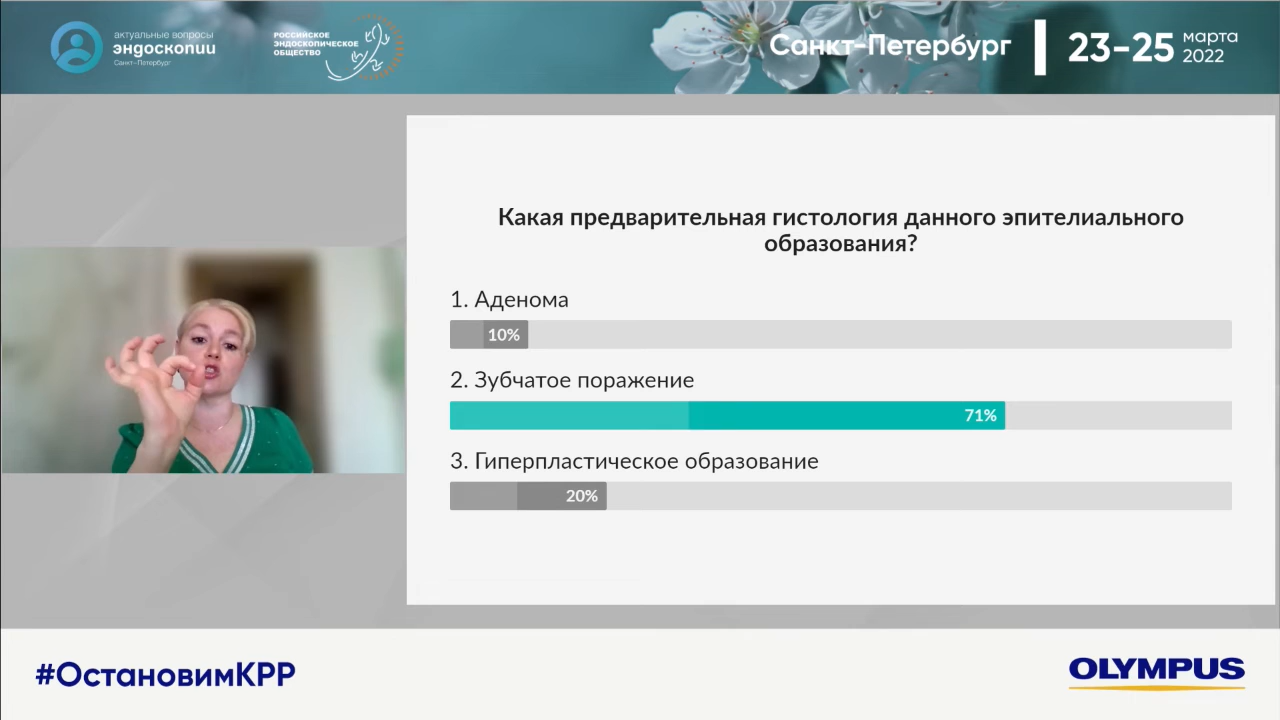 актуальные вопросы
эндоскопии
Санкт-Петербург
РОССИЙСКОЕ
ЭНДОСКОПИЧЕСКОЕ
ОБЩЕСТВО
Санкт-Петербург
23-25 марта
2022
Какая предварительная гистология данного эпителиального
образования?
1. Аденома
10%
2. Зубчатое поражение
71%
3. Гиперпластическое образование
20%
#ОстановимКРР
OLYMPUS